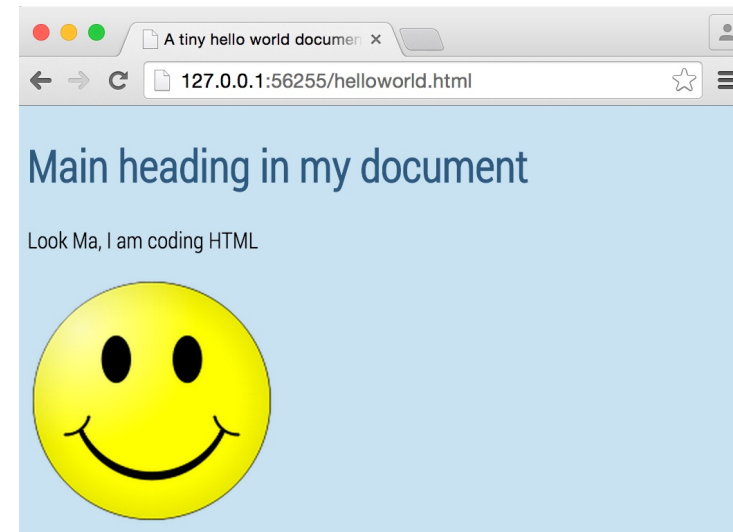 A tiny hello world documen
127.0.0.1:56255/helloworld.html
Main heading in my document
Look Ma, I am coding HTML